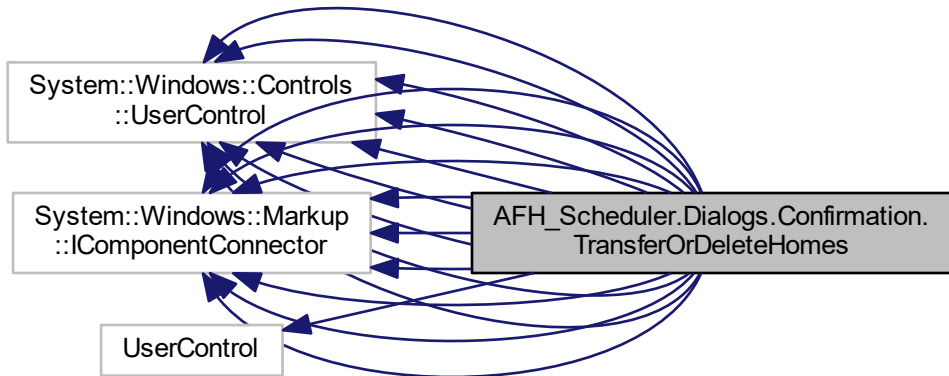 System::Windows::Controls
::UserControl
System::Windows::Markup
::IComponentConnector
AFH_Scheduler.Dialogs.Confirmation.
TransferOrDeleteHomes
UserControl